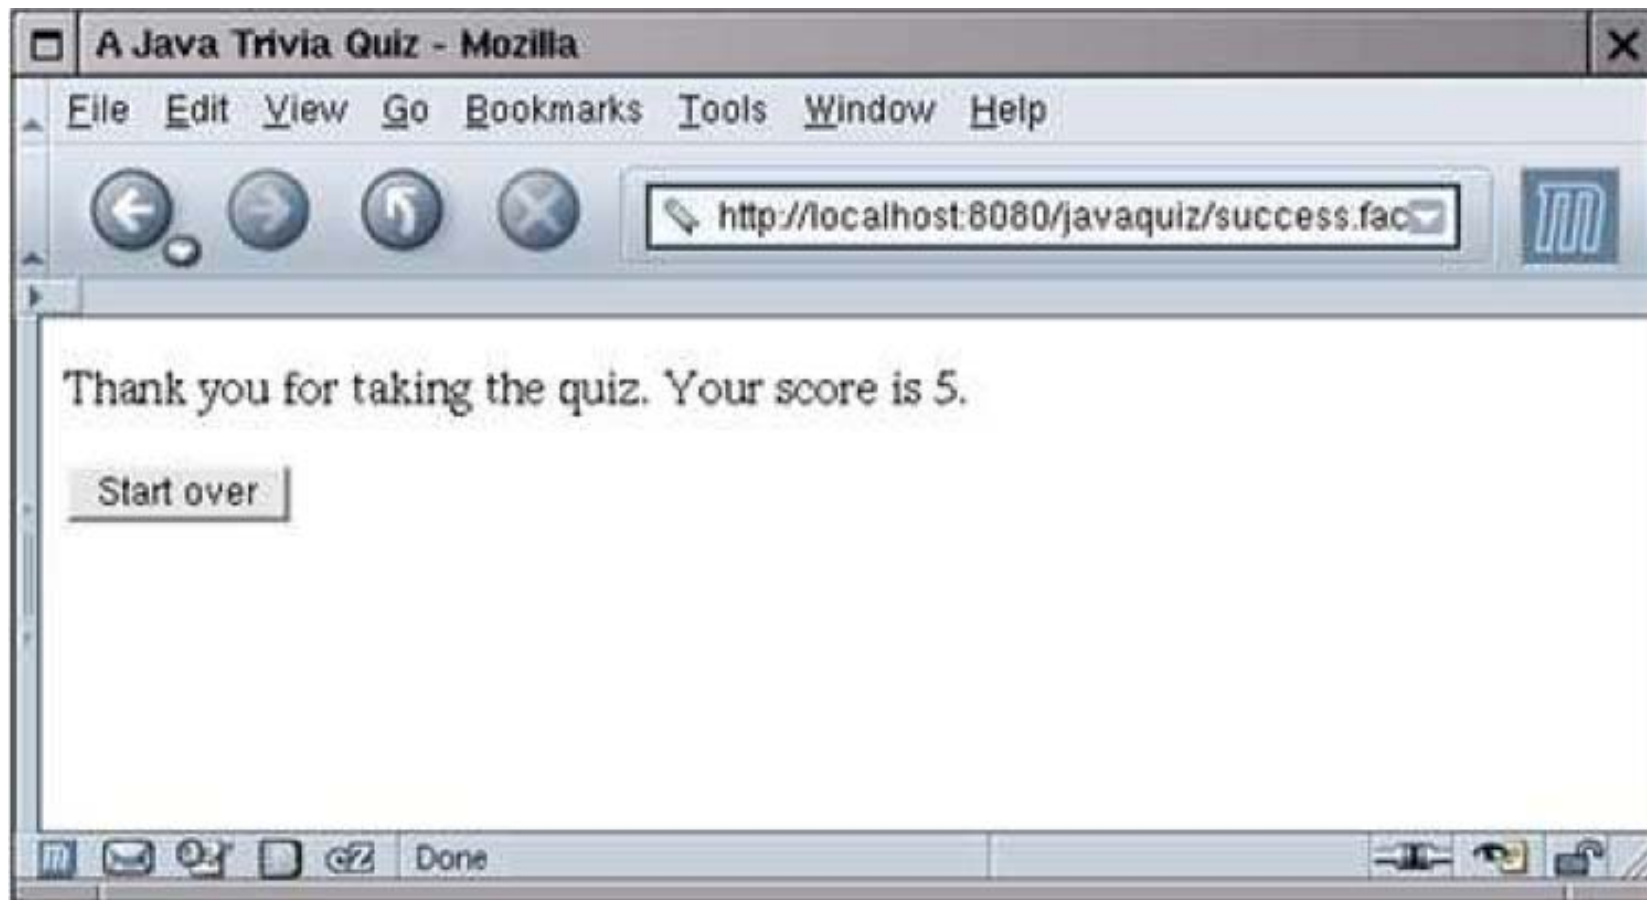 A Java Trivia Quiz - Mozilla
File Edit View Go Bookmarks Tools Window Help
http://localhost:8080/javaquiz/success.fac
Thank you for taking the quiz. Your score is 5.
Start over
Done